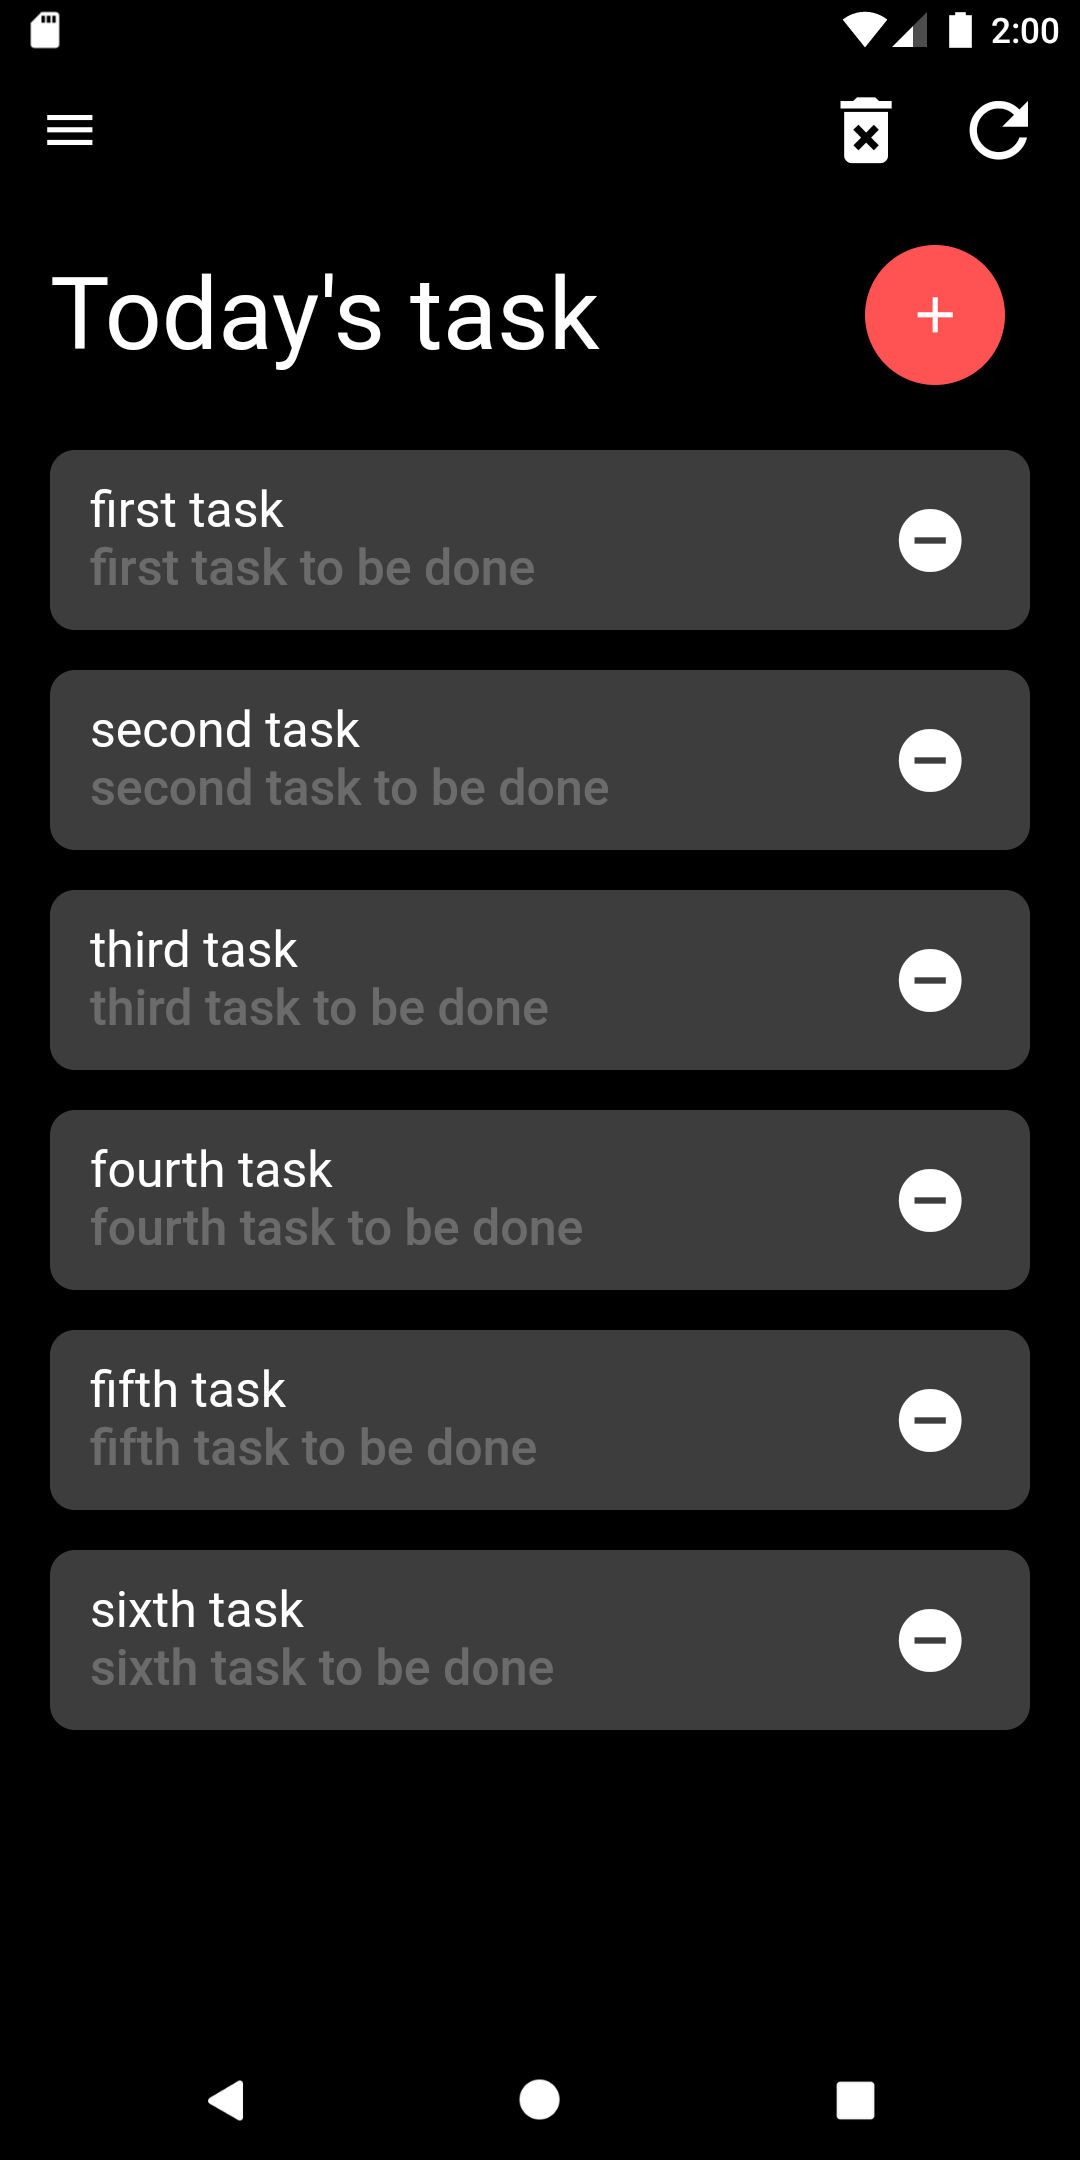 2:00
Today's task
first task
first task to be done
second task
second task to be done
third task
third task to be done
fourth task
fourth task to be done
fifth task
fifth task to be done
sixth task
sixth task to be done